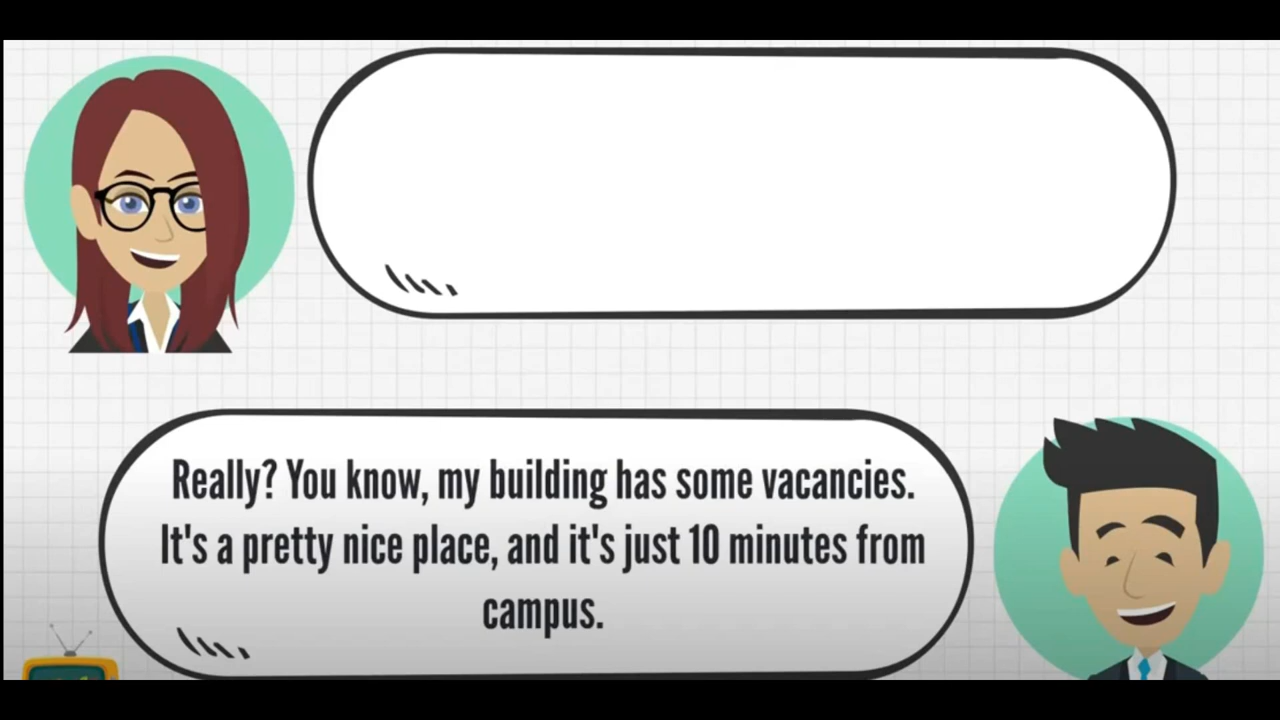 Really? You know, my building has some vacancies.
It's a pretty nice place, and it's just 10 minutes from
campus.